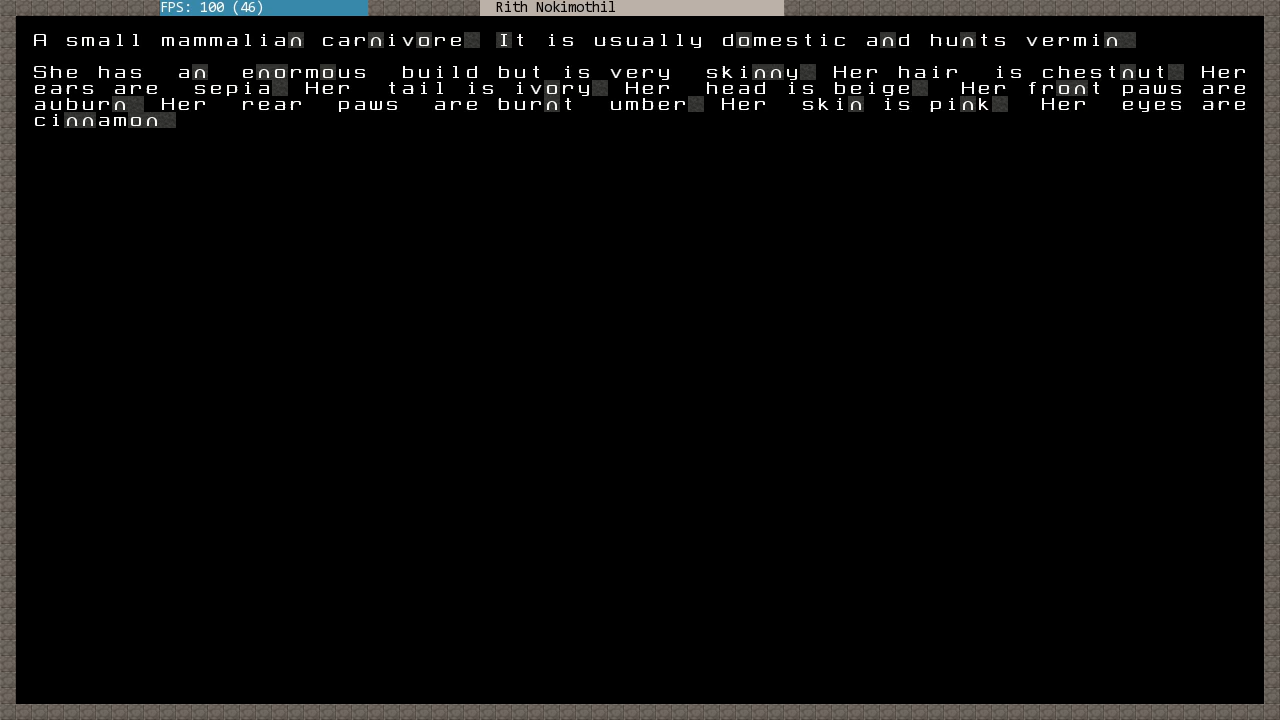 FPS: 100 (46) Rith Nokimothil
A small mammalian carnivore It is usually domestic and hunts vermin
She has an enormous build but is very skinny Her hair is chestnut Her
ears are sepia Her tail is ivory Her head is beige Her front paws are
auburn Her rear paws are burnt umber Her skin is pink Her eyes are
cinnamon